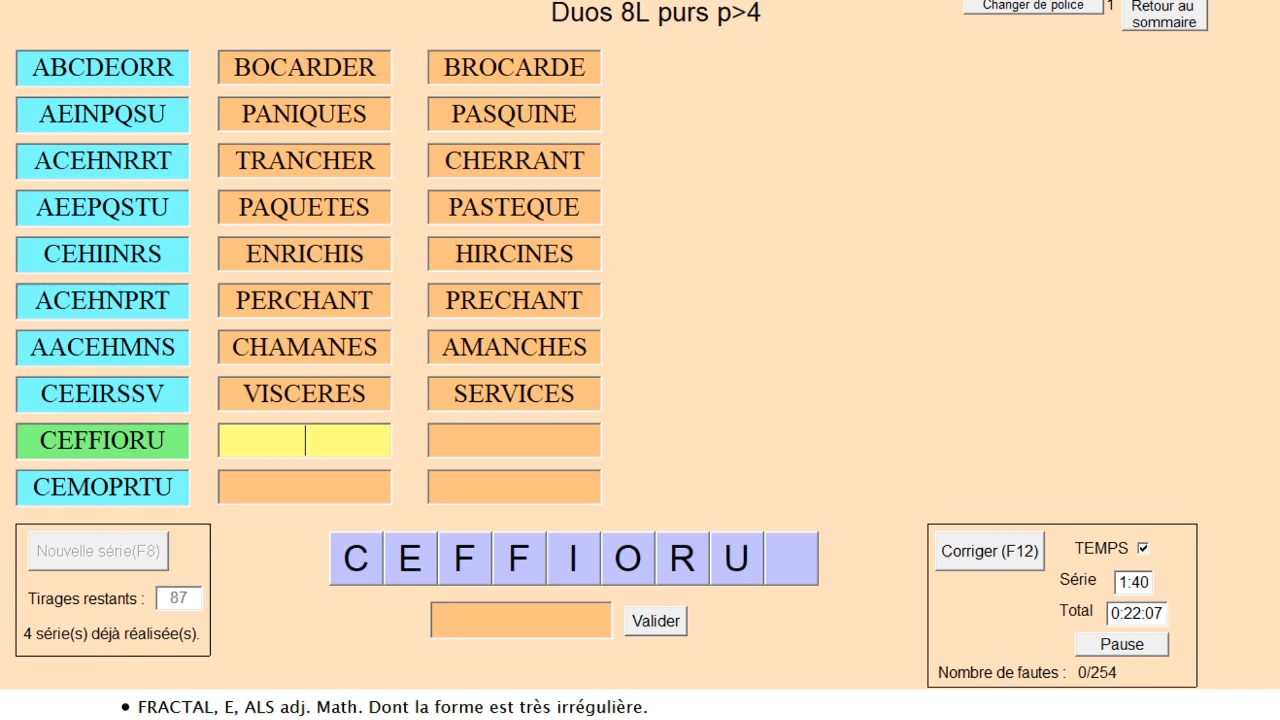 Duos 8L purs p>4
Changer de police 1 Retour au sommaire
ABCDEORR BOCARDER BROCARDE
AEINPQSU PANIQUES PASQUINE
ACEHNRRT TRANCHER CHERRANT
AEEPQSTU PAQUETES PASTEQUE
CEHIINRS ENRICHIS HIRCINES
ACEHNPRT PERCHANT PRECHANT
AACEHMNS CHAMANES AMANCHES
CEEIRSSV VISCERES SERVICES
CEFFIORU
CEMOPRTU
Nouvelle série(F8)
Tirages restants : 87
4 série(s) déjà réalisée(s).
C E F F I O R U
Valider
Corriger (F12) TEMPS
Série 1:40
Total 0:22:07
Pause
Nombre de fautes : 0/254
• FRACTAL, E, ALS adj. Math. Dont la forme est très irrégulière.